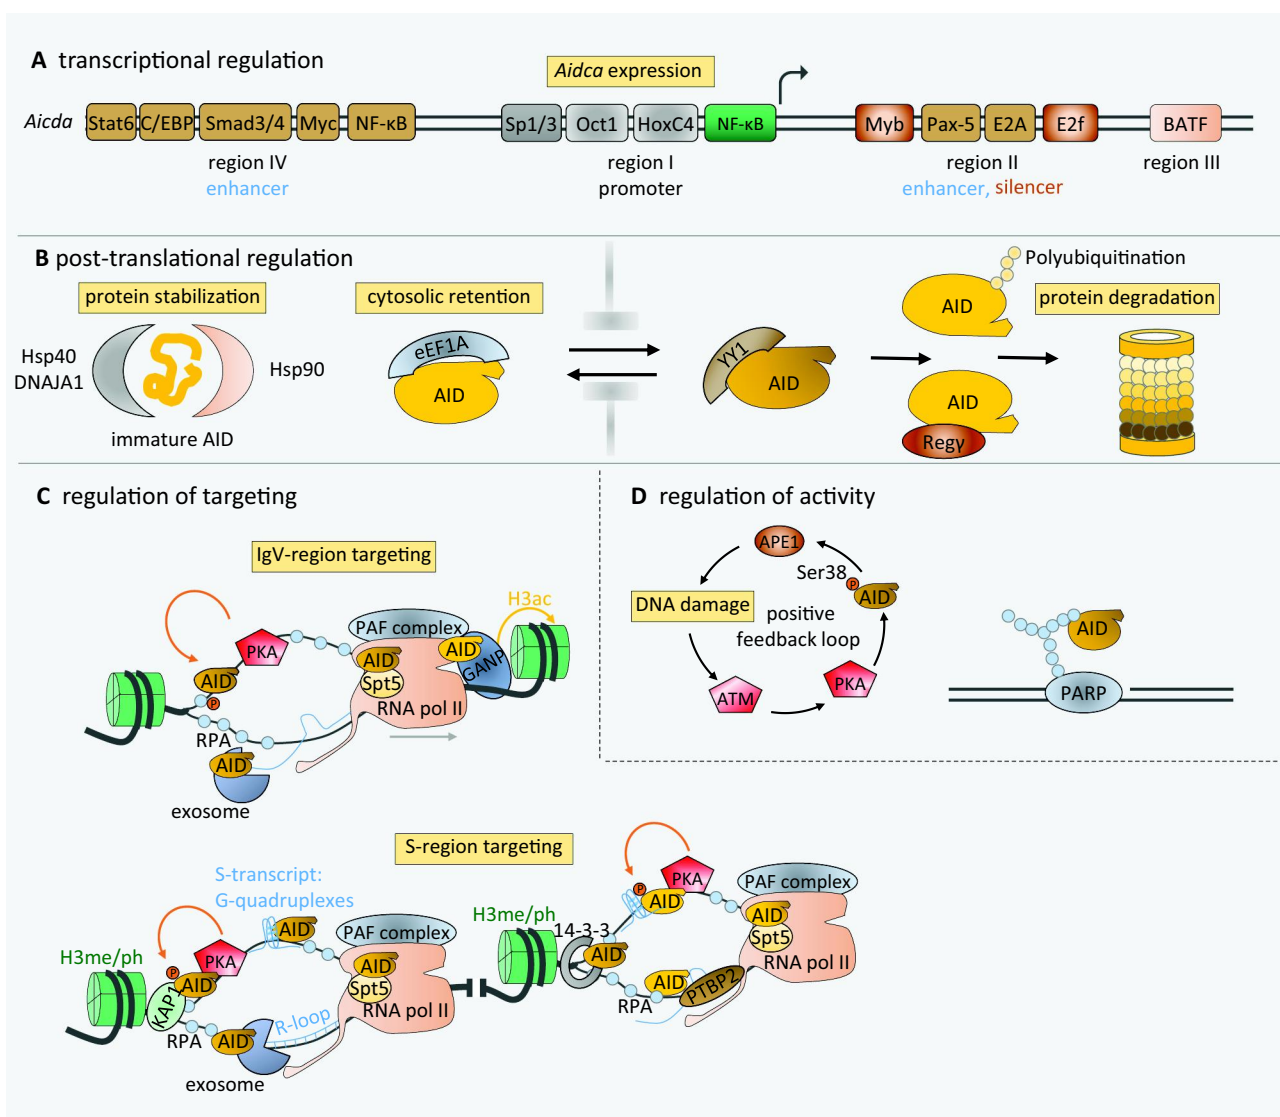 A transcriptional regulation
Aidca expression
Aicda
Stat6 C/EBP Smad3/4 Myc NF-κB Sp1/3 Oct1 HoxC4 NF-κB Myb Pax-5 E2A E2f BATF
region IV region I region II region III
enhancer promoter enhancer, silencer
B post-translational regulation
protein stabilization
Hsp40
DNAJA1
Hsp90
immature AID
cytosolic retention
eEF1A
AID
YY1
AID
Polyubiquitination
AID
AID
Regγ
protein degradation
C regulation of targeting
IgV-region targeting
PKA
AID
P
RPA
AID
exosome
PAF complex
AID
Spt5
RNA pol II
AID
GANP
H3ac
S-region targeting
S-transcript:
G-quadruplexes
H3me/ph
P
PKA
AID
KAP1
AID
RPA
AID
exosome
R-loop
PAF complex
AID
Spt5
RNA pol II
H3me/ph
14-3-3
AID
P
AID
PKA
RPA
AID
PTBP2
PAF complex
AID
Spt5
RNA pol II
D regulation of activity
APE1
Ser38
P
AID
DNA damage
positive
feedback loop
ATM
PKA
AID
PARP